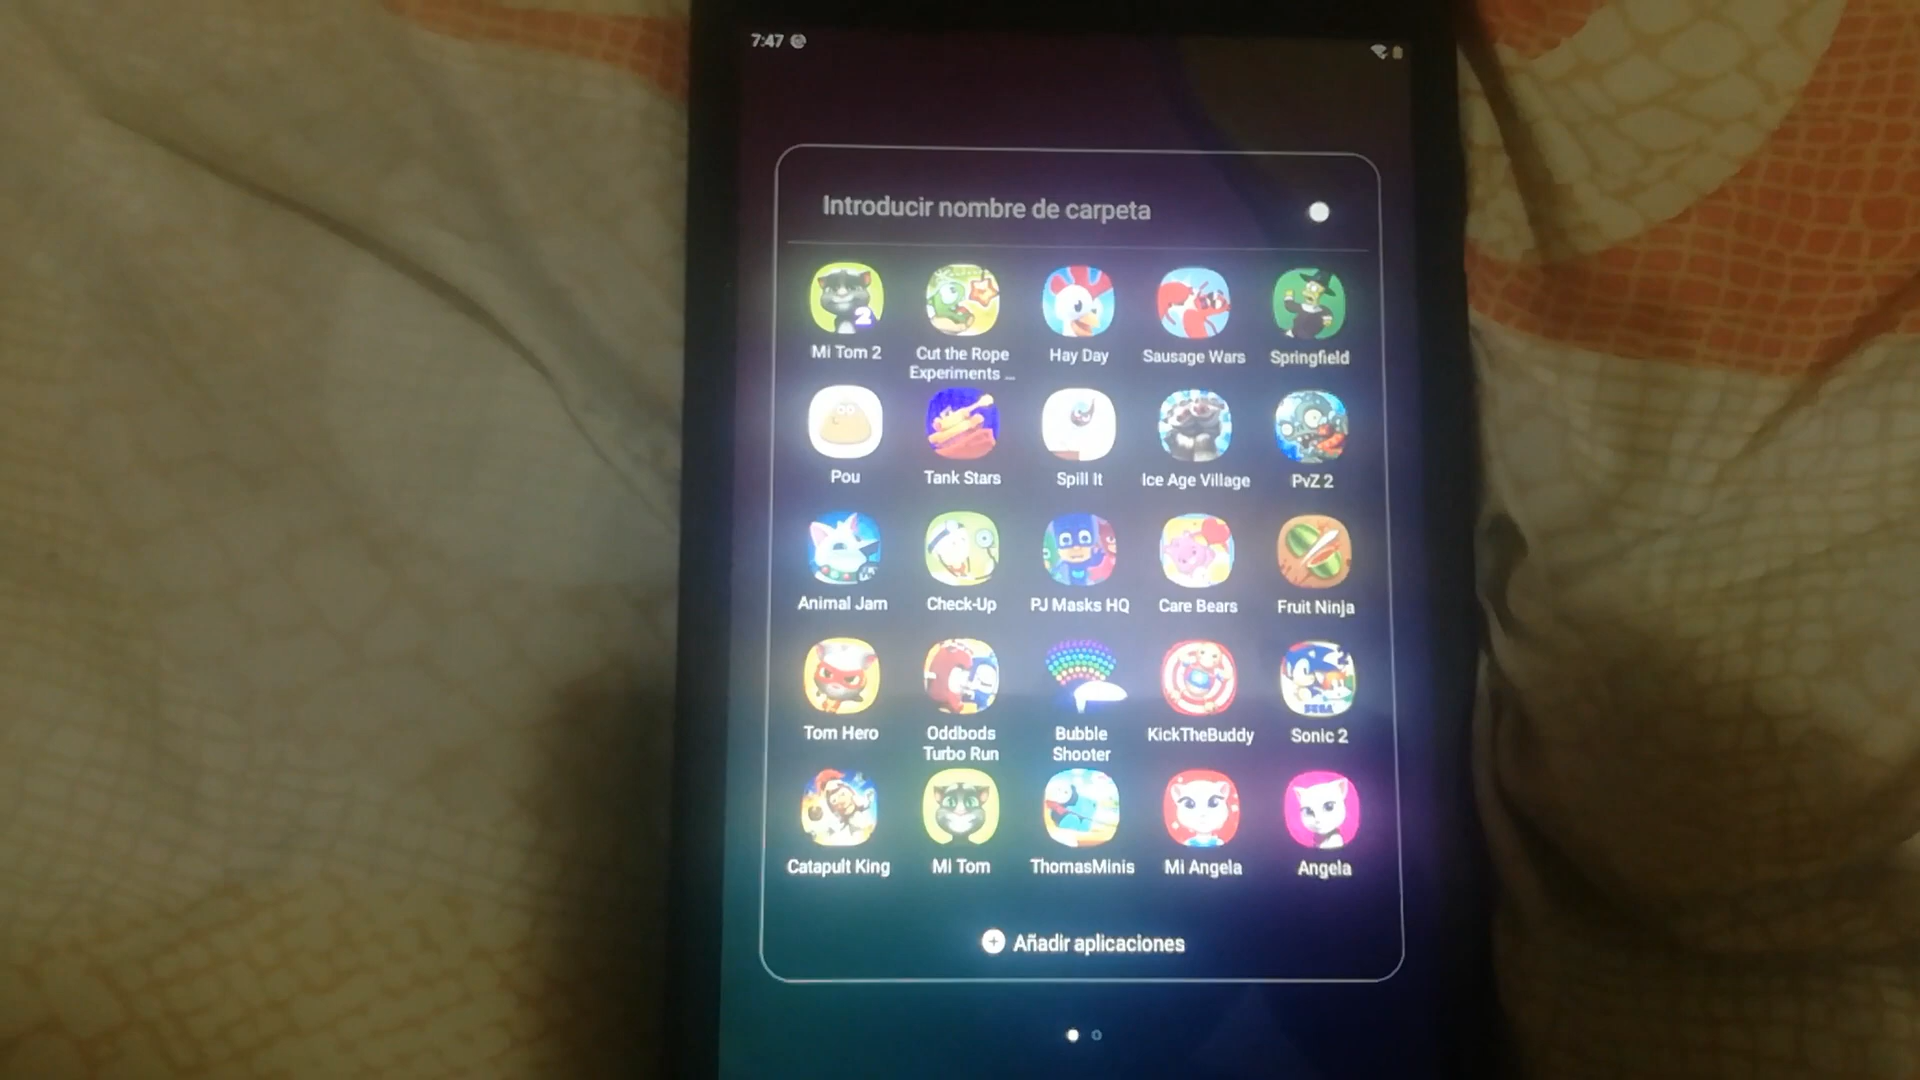 7:47
Introducir nombre de carpeta
Mi Tom 2
Cut the Rope
Experiments ...
Hay Day
Sausage Wars
Springfield
2
Pou
Tank Stars
Spill It
Ice Age Village
PvZ 2
Animal Jam
Check-Up
PJ Masks HQ
Care Bears
Fruit Ninja
SEGA
Tom Hero
Oddbods
Turbo Run
Bubble
Shooter
KickTheBuddy
Sonic 2
Catapult King
Mi Tom
ThomasMinis
Mi Angela
Angela
Añadir aplicaciones